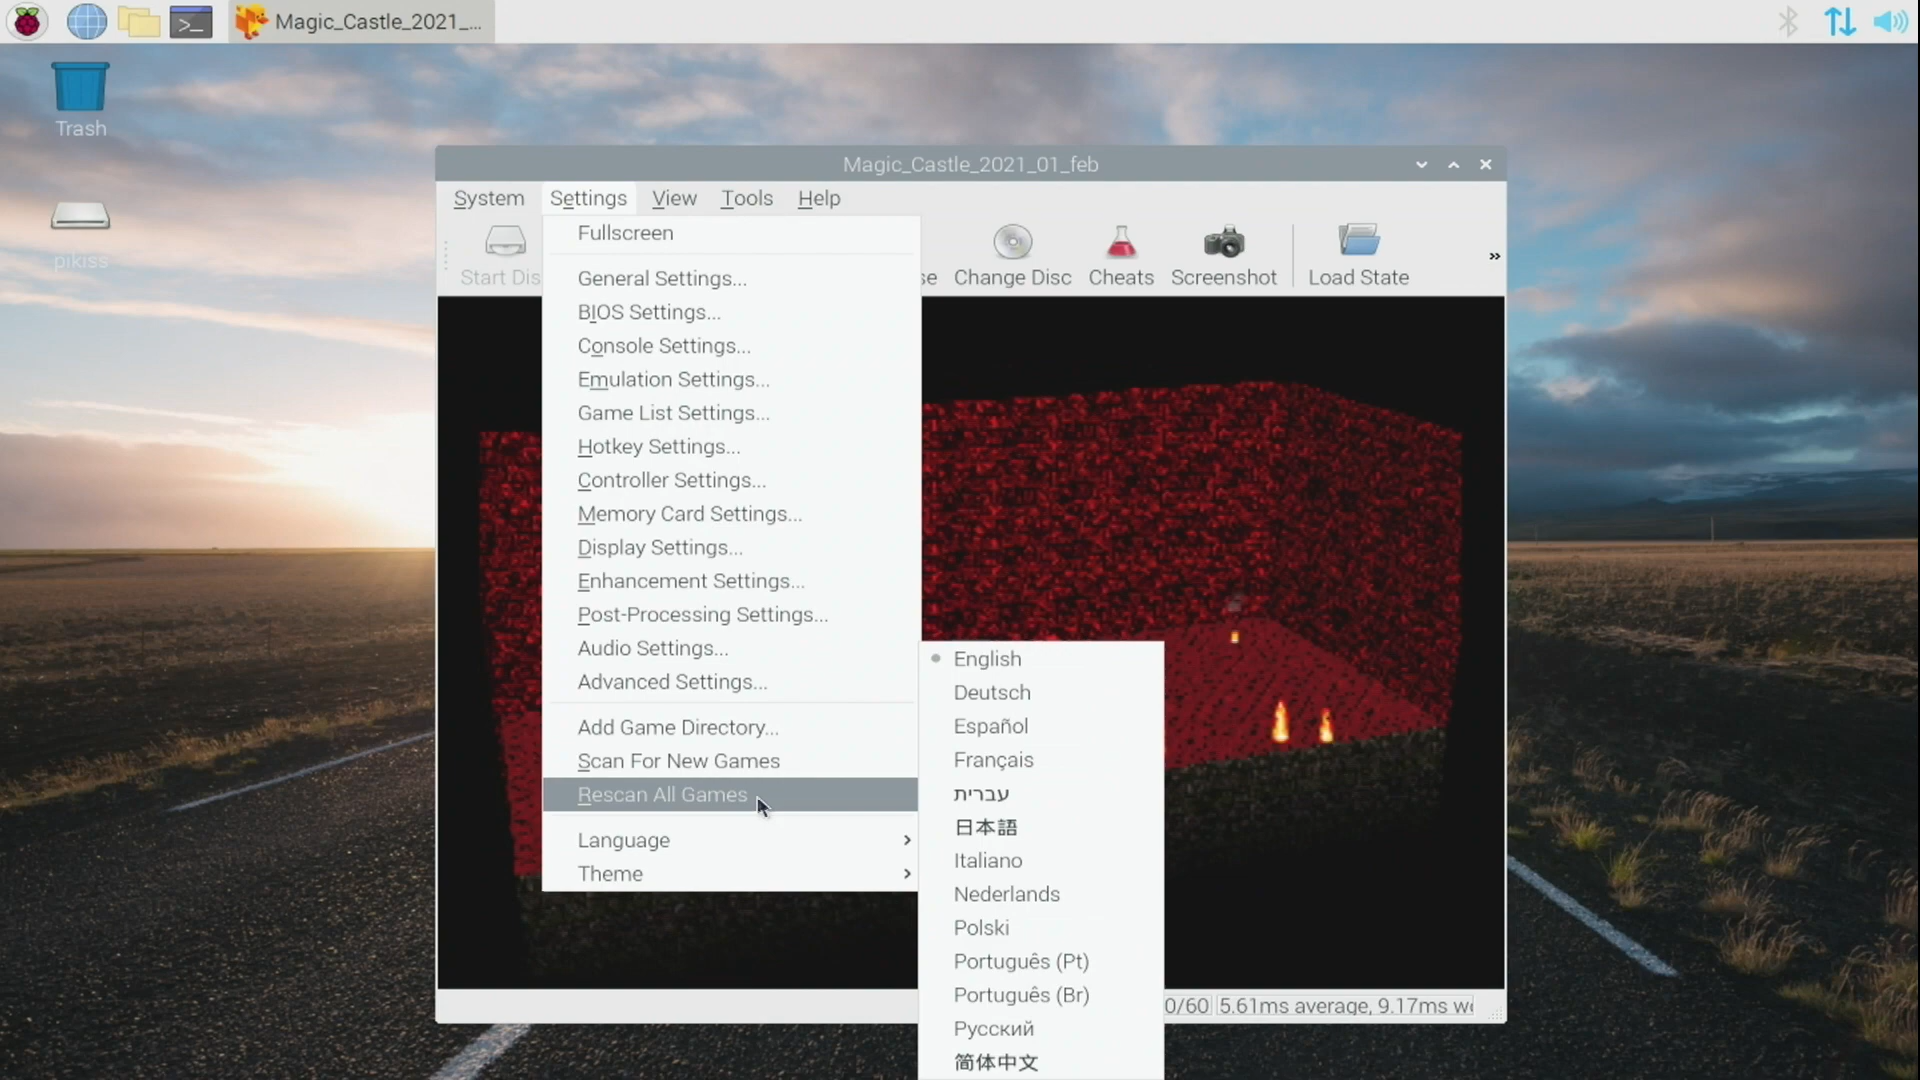 Magic_Castle_2021_...
Trash
pikiss
Magic_Castle_2021_01_feb
System Settings View Tools Help
Start Dis
se
Change Disc
Cheats
Screenshot
Load State
»
Fullscreen
General Settings...
BIOS Settings...
Console Settings...
Emulation Settings...
Game List Settings...
Hotkey Settings...
Controller Settings...
Memory Card Settings...
Display Settings...
Enhancement Settings...
Post-Processing Settings...
Audio Settings...
Advanced Settings...
Add Game Directory...
Scan For New Games
Rescan All Games
Language
Theme
English
Deutsch
Español
Français
עברית
日本語
Italiano
Nederlands
Polski
Português (Pt)
Português (Br)
Русский
简体中文
0/60
5.61ms average, 9.17ms w